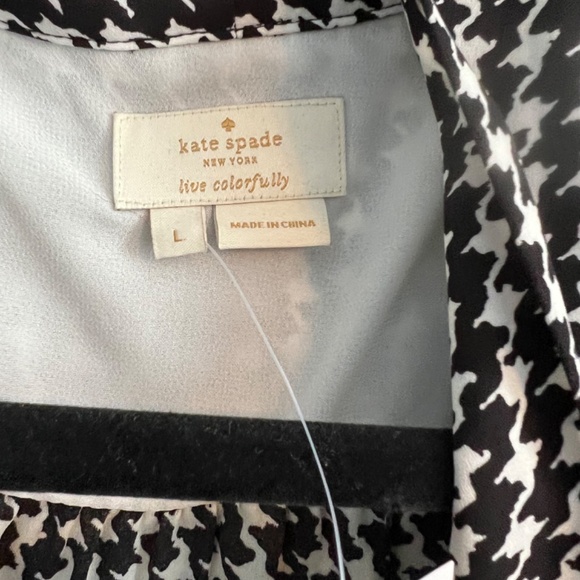 kate spade
NEW YORK
live colorfully
L
MADE IN CHINA